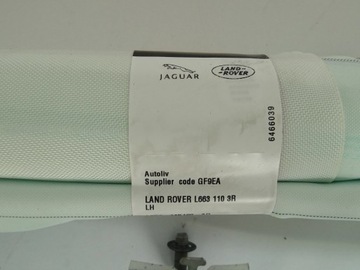 JAGUAR
LAND ROVER
6466039
Autoliv
Supplier code GF9EA
LAND ROVER L663 110 3R
LH